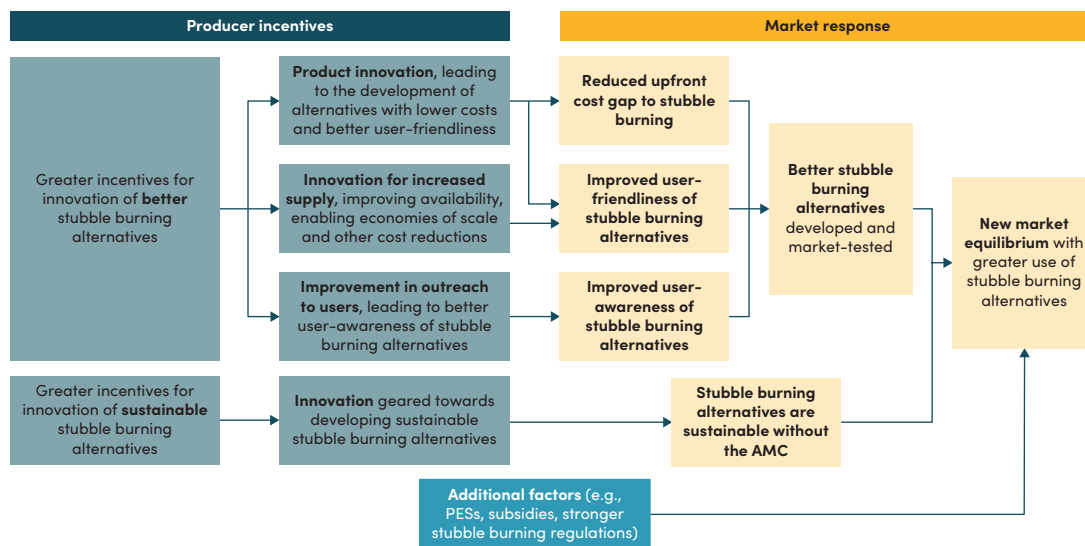 Producer incentives
Market response
Greater incentives for
innovation of better
stubble burning
alternatives
Product innovation, leading
to the development of
alternatives with lower costs
and better user-friendliness
Innovation for increased
supply, improving availability,
enabling economies of scale
and other cost reductions
Improvement in outreach
to users, leading to better
user-awareness of stubble
burning alternatives
Reduced upfront
cost gap to stubble
burning
Improved user-
friendliness of
stubble burning
alternatives
Improved user-
awareness of
stubble burning
alternatives
Better stubble
burning
alternatives
developed and
market-tested
New market
equilibrium with
greater use of
stubble burning
alternatives
Greater incentives for
innovation of sustainable
stubble burning
alternatives
Innovation geared towards
developing sustainable
stubble burning alternatives
Stubble burning
alternatives are
sustainable without
the AMC
Additional factors (e.g.,
PESs, subsidies, stronger
stubble burning regulations)